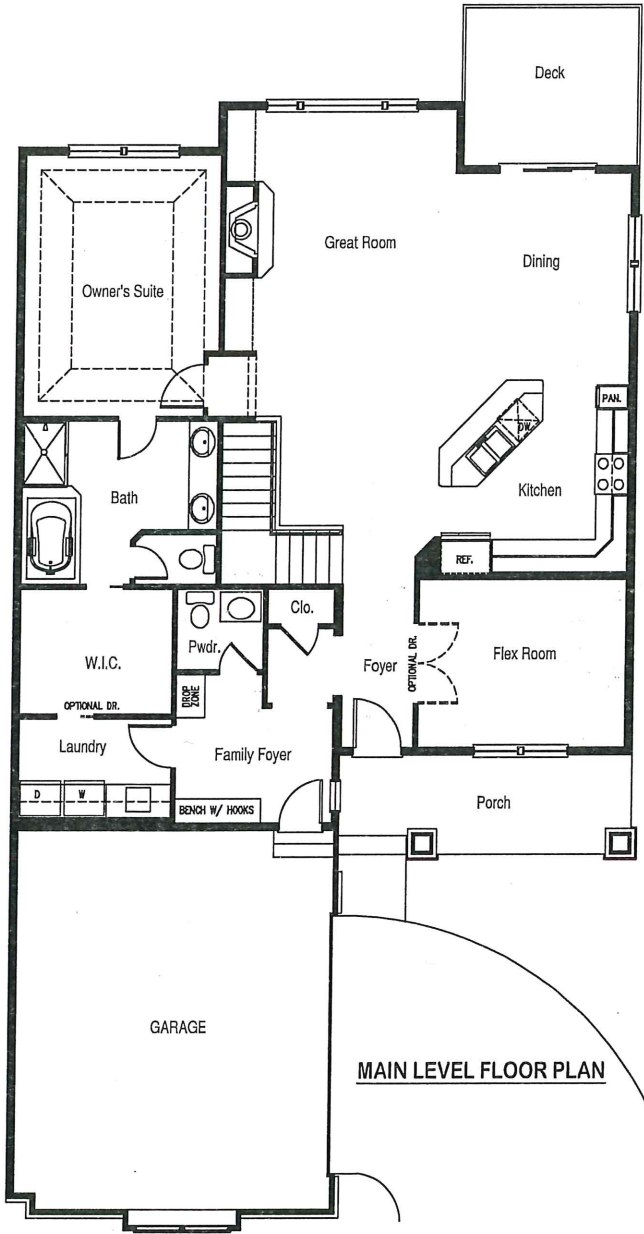 Deck
Great Room
Dining
Owner's Suite
PAN.
DW.
Kitchen
Bath
REF.
Clo.
Pwdr.
W.I.C.
Foyer
OPTIONAL DR.
Flex Room
DROP
ZONE
OPTIONAL DR.
Laundry
Family Foyer
D
W
BENCH W/ HOOKS
Porch
GARAGE
MAIN LEVEL FLOOR PLAN